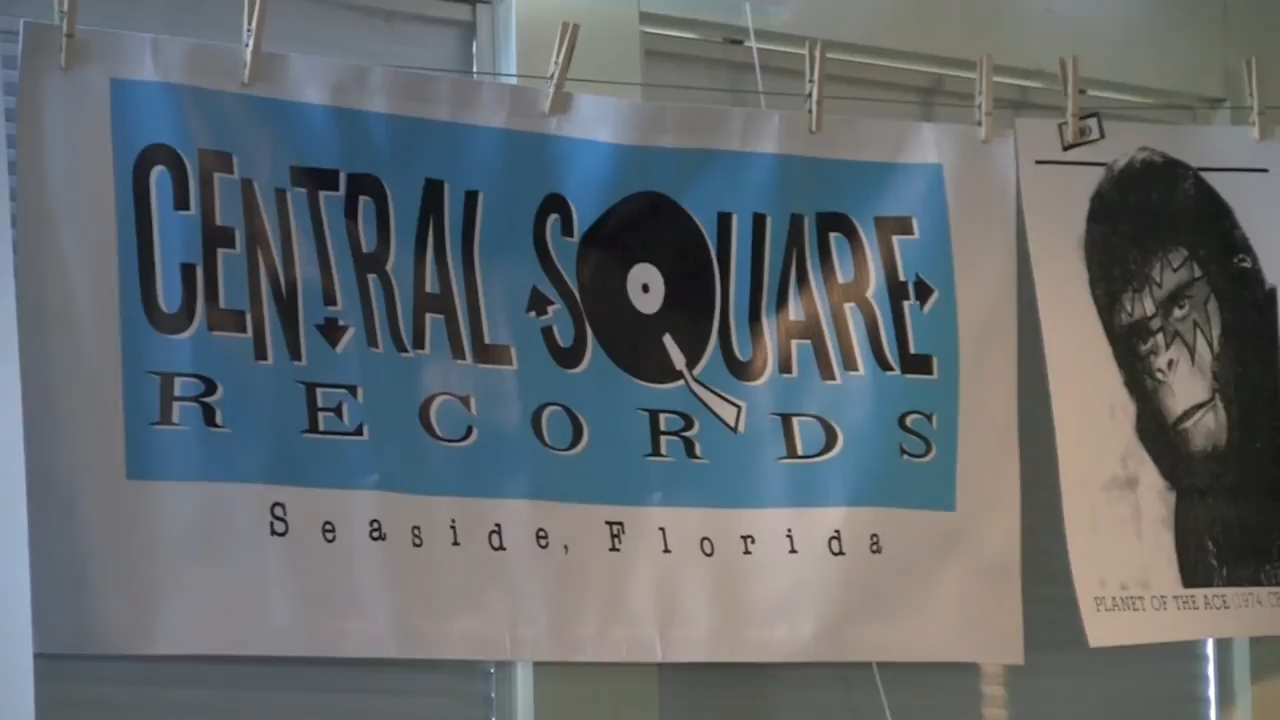 CENTRAL SQUARE
RECORDS
Seaside, Florida
PLANET OF THE ACE (1974